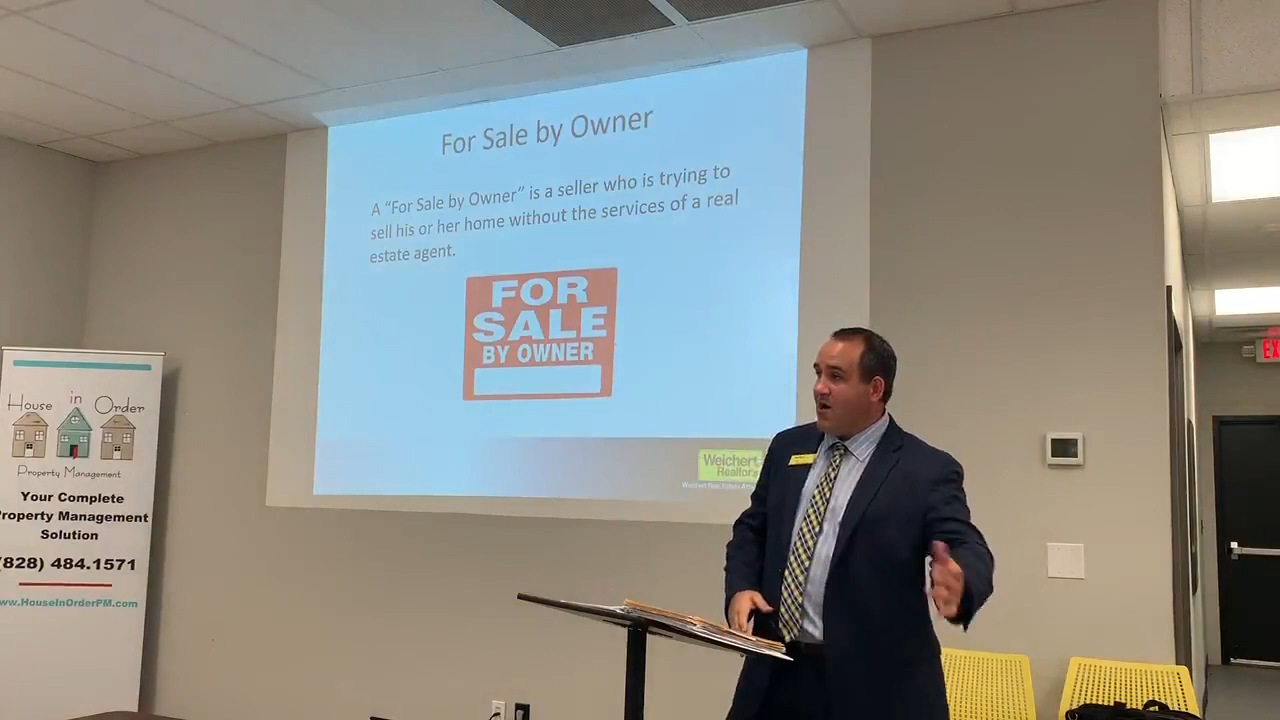 For Sale by Owner
A “For Sale by Owner” is a seller who is trying to
sell his or her home without the services of a real
estate agent.
FOR
SALE
BY OWNER
Weichert
Realtors
House in Order
Property Management
Your Complete
Property Management
Solution
(828) 484.1571
www.HouseInOrderPM.com
EX